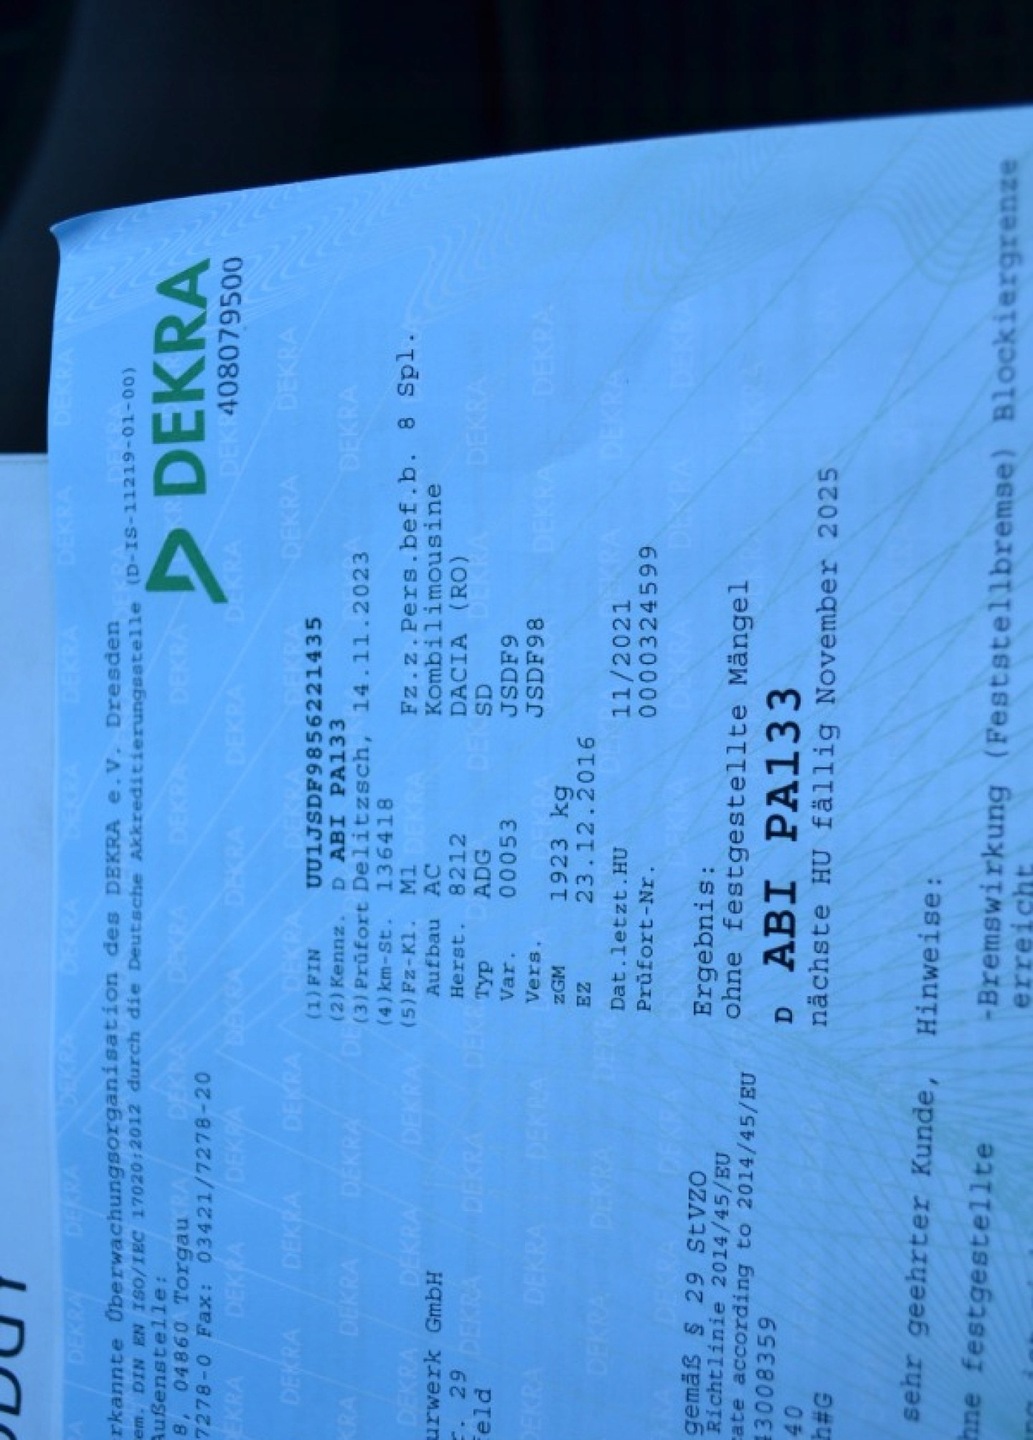 DEKRA
408079500
rkannte Überwachungsorganisation des DEKRA e.V. Dresden
em. DIN EN ISO/IEC 17020:2012 durch die Deutsche Akkreditierungsstelle (D-IS-11219-01-00)
Außenstelle:
8, 04860 Torgau
7278-0 Fax: 03421/7278-20
(1)FIN UU1JSDF9856221435
(2)Kennz. D ABI PA133
(3)Prüfort Delitzsch, 14.11.2023
(4)km-St. 136418
(5)Fz-Kl. M1 Fz.z.Pers.bef.b. 8 Spl.
Aufbau AC Kombilimousine
Herst. 8212 DACIA (RO)
Typ ADG SD
Var. 00053 JSDF9
Vers. JSDF98
zGM 1923 kg
EZ 23.12.2016
Dat.letzt.HU 11/2021
Prüfort-Nr. 0000324599
urwerk GmbH
r. 29
feld
Ergebnis:
ohne festgestellte Mängel
D ABI PA133
nächste HU fällig November 2025
gemäß § 29 StVZO
Richtlinie 2014/45/EU
ate according to 2014/45/EU
43008359
40
h#G
sehr geehrter Kunde, Hinweise:
hne festgestellte -Bremswirkung (Feststellbremse) Blockiergrenze
erreicht